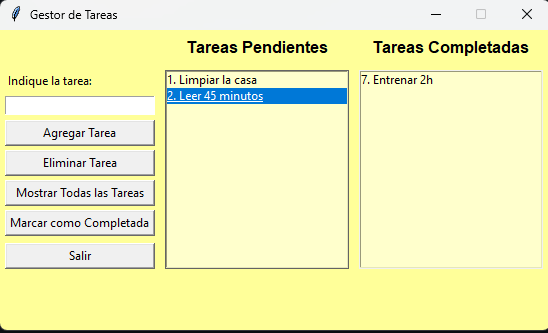 Gestor de Tareas
Tareas Pendientes
Tareas Completadas
Indique la tarea:
Agregar Tarea
Eliminar Tarea
Mostrar Todas las Tareas
Marcar como Completada
Salir
1. Limpiar la casa
2. Leer 45 minutos
7. Entrenar 2h